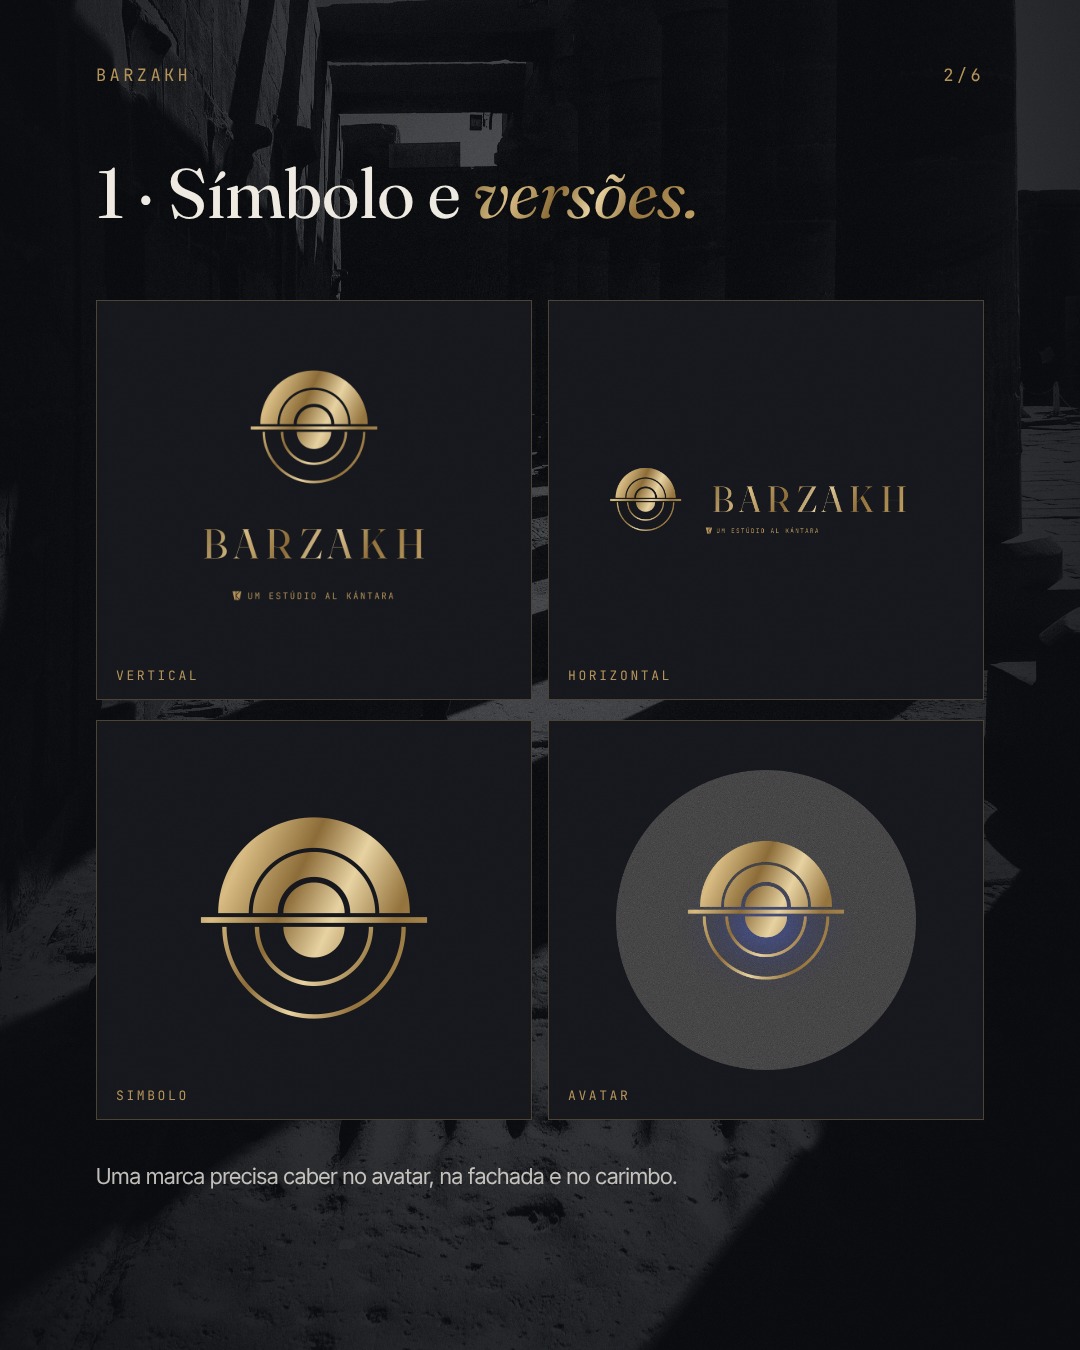 BARZAKH
2/6
1 · Símbolo e versões.
BARZAKH
UM ESTÚDIO AL KÁNTARA
VERTICAL
BARZAKH
UM ESTÚDIO AL KÁNTARA
HORIZONTAL
SIMBOLO
AVATAR
Uma marca precisa caber no avatar, na fachada e no carimbo.